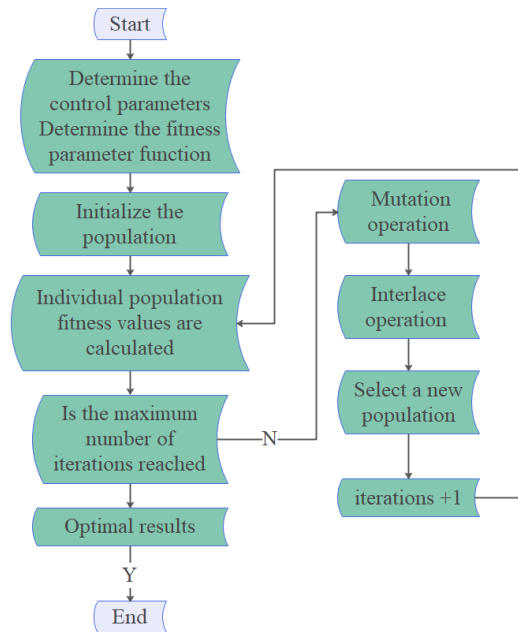 Start
Determine the
control parameters
Determine the fitness
parameter function
Initialize the
population
Individual population
fitness values are
calculated
Is the maximum
number of
iterations reached
N
Optimal results
Y
End
Mutation
operation
Interlace
operation
Select a new
population
iterations +1